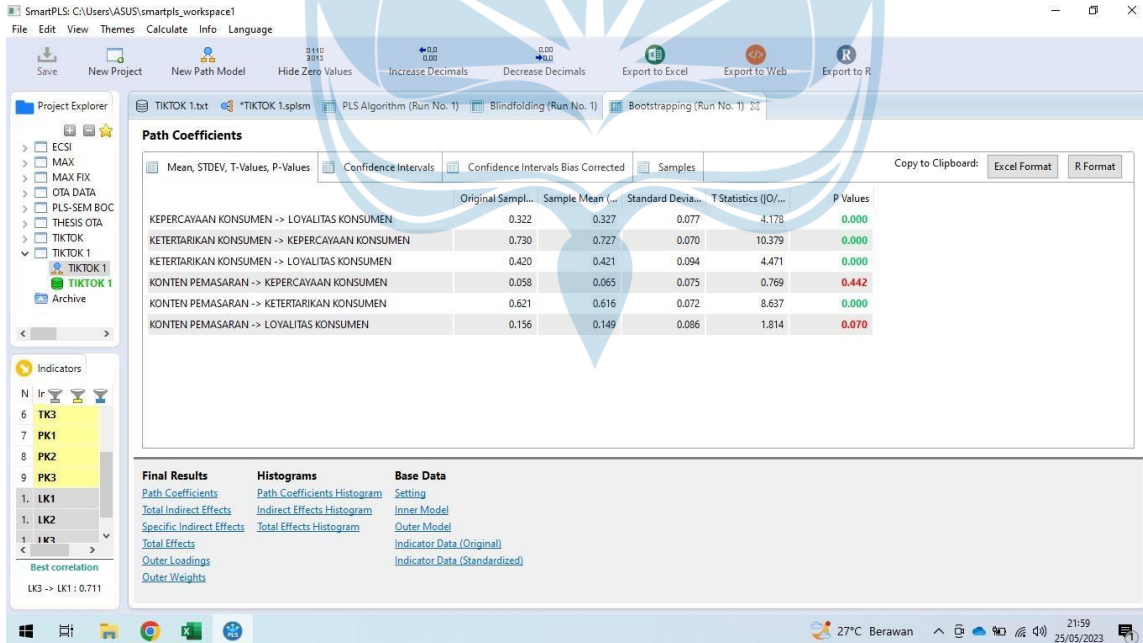 SmartPLS: C:\Users\ASUS\smartpls_workspace1
File Edit View Themes Calculate Info Language
Save New Project New Path Model Hide Zero Values Increase Decimals Decrease Decimals Export to Excel Export to Web Export to R
Project Explorer TIKTOK 1.txt *TIKTOK 1.splsm PLS Algorithm (Run No. 1) Blindfolding (Run No. 1) Bootstrapping (Run No. 1)
ECSI
MAX
MAX FIX
OTA DATA
PLS-SEM BOC
THESIS OTA
TIKTOK
TIKTOK 1
TIKTOK 1
TIKTOK 1
Archive
Path Coefficients
Mean, STDEV, T-Values, P-Values Confidence Intervals Confidence Intervals Bias Corrected Samples Copy to Clipboard: Excel Format R Format
Original Sampl... Sample Mean (... Standard Devia... T Statistics (|O/... P Values
KEPERCAYAAN KONSUMEN -> LOYALITAS KONSUMEN 0.322 0.327 0.077 4.178 0.000
KETERTARIKAN KONSUMEN -> KEPERCAYAAN KONSUMEN 0.730 0.727 0.070 10.379 0.000
KETERTARIKAN KONSUMEN -> LOYALITAS KONSUMEN 0.420 0.421 0.094 4.471 0.000
KONTEN PEMASARAN -> KEPERCAYAAN KONSUMEN 0.058 0.065 0.075 0.769 0.442
KONTEN PEMASARAN -> KETERTARIKAN KONSUMEN 0.621 0.616 0.072 8.637 0.000
KONTEN PEMASARAN -> LOYALITAS KONSUMEN 0.156 0.149 0.086 1.814 0.070
Indicators
N Ir
6 TK3
7 PK1
8 PK2
9 PK3
1. LK1
1. LK2
1 LK3
Best correlation
LK3 -> LK1 : 0.711
Final Results Histograms Base Data
Path Coefficients Path Coefficients Histogram Setting
Total Indirect Effects Indirect Effects Histogram Inner Model
Specific Indirect Effects Total Effects Histogram Outer Model
Total Effects Indicator Data (Original)
Outer Loadings Indicator Data (Standardized)
Outer Weights
27°C Berawan 21:59
25/05/2023